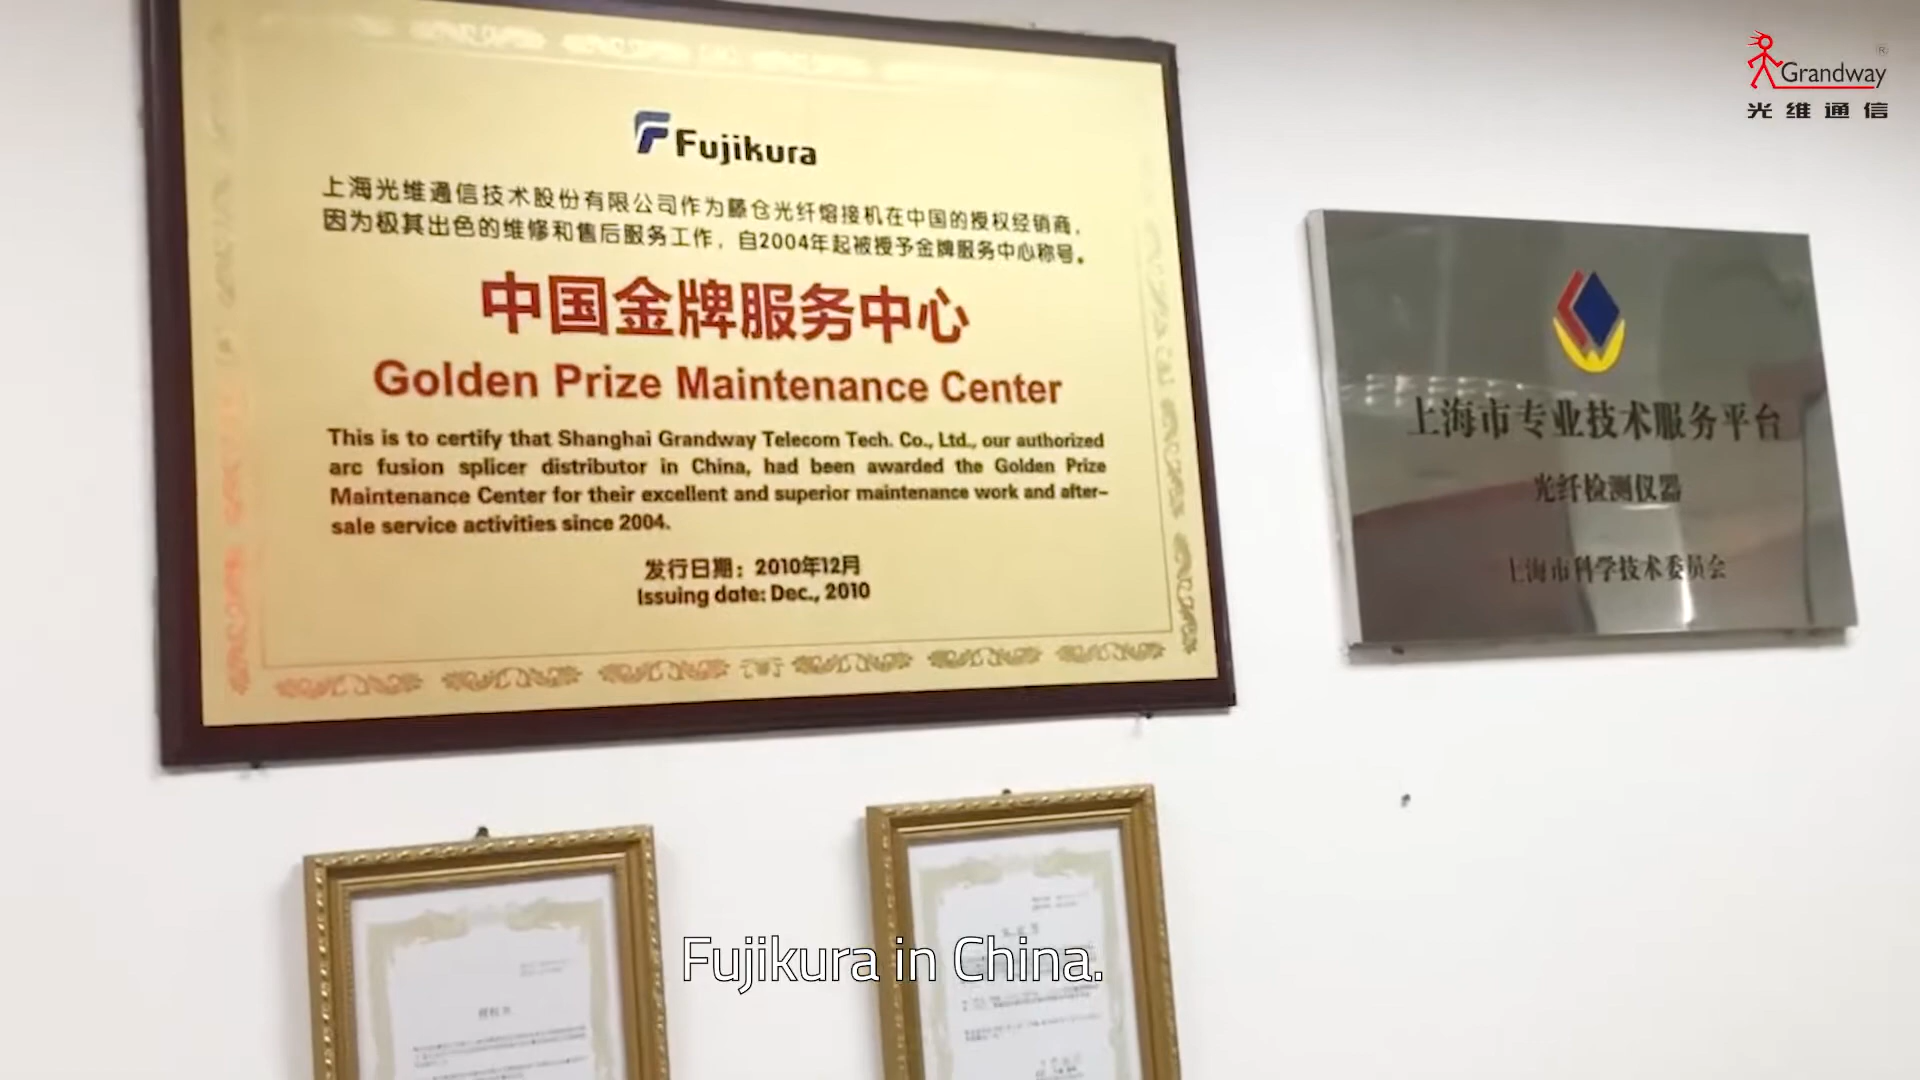 Grandway
光维通信
Fujikura
上海光维通信技术股份有限公司作为藤仓光纤熔接机在中国的授权经销商，
因为极其出色的维修和售后服务工作，自2004年起被授予金牌服务中心称号。
中国金牌服务中心
Golden Prize Maintenance Center
This is to certify that Shanghai Grandway Telecom Tech. Co., Ltd., our authorized
arc fusion splicer distributor in China, had been awarded the Golden Prize
Maintenance Center for their excellent and superior maintenance work and after-
sale service activities since 2004.
发行日期：2010年12月
Issuing date: Dec., 2010
上海市专业技术服务平台
光纤检测仪器
上海市科学技术委员会
Fujikura in China.